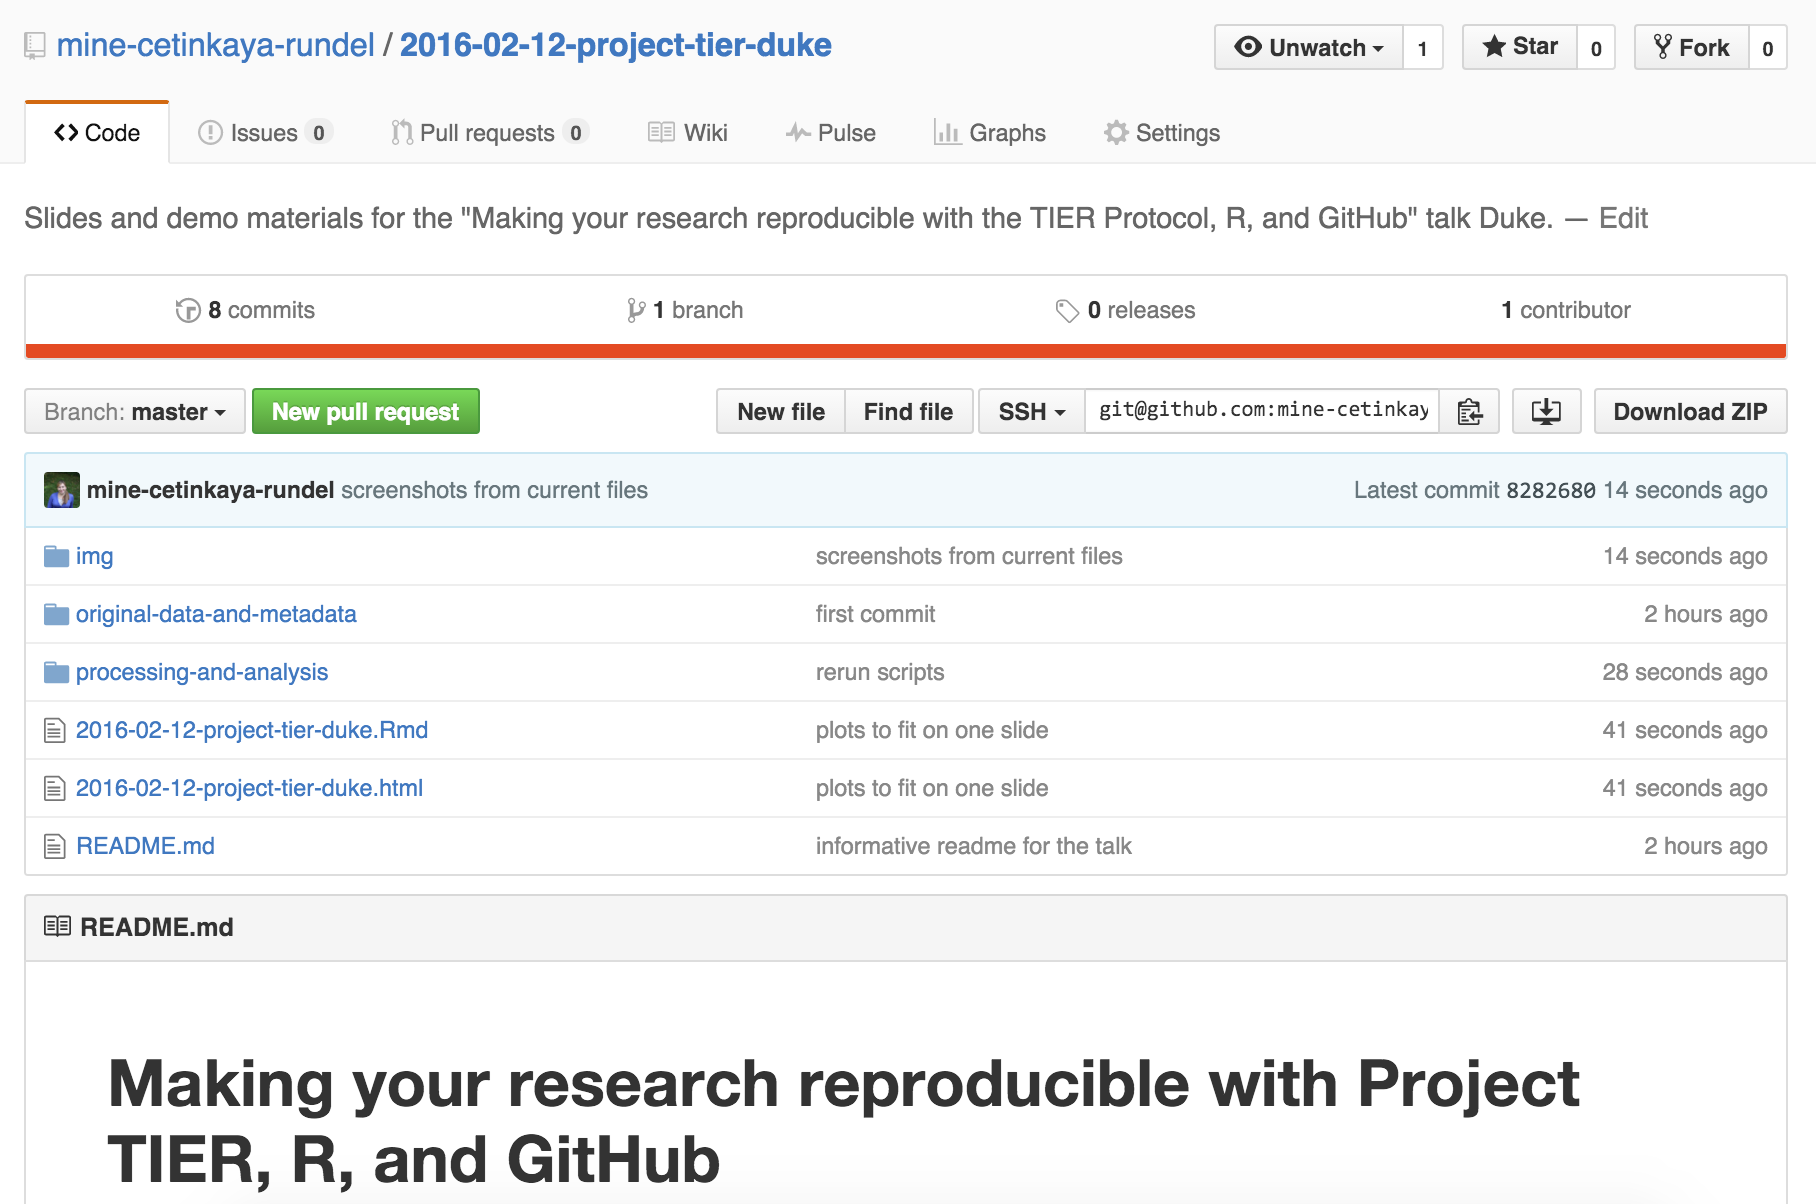 mine-cetinkaya-rundel / 2016-02-12-project-tier-duke Unwatch 1 Star 0 Fork 0
Code Issues 0 Pull requests 0 Wiki Pulse Graphs Settings
Slides and demo materials for the "Making your research reproducible with the TIER Protocol, R, and GitHub" talk Duke. — Edit
8 commits 1 branch 0 releases 1 contributor
Branch: master New pull request New file Find file SSH git@github.com:mine-cetinkay Download ZIP
mine-cetinkaya-rundel screenshots from current files Latest commit 8282680 14 seconds ago
img screenshots from current files 14 seconds ago
original-data-and-metadata first commit 2 hours ago
processing-and-analysis rerun scripts 28 seconds ago
2016-02-12-project-tier-duke.Rmd plots to fit on one slide 41 seconds ago
2016-02-12-project-tier-duke.html plots to fit on one slide 41 seconds ago
README.md informative readme for the talk 2 hours ago
README.md
Making your research reproducible with Project
TIER, R, and GitHub